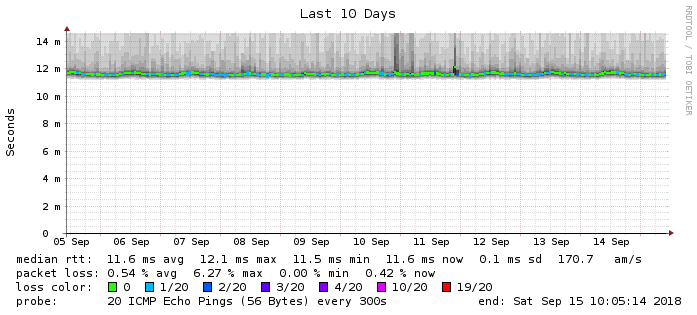 Last 10 Days
RRDTOOL / TOBI OETIKER
Seconds
14 m
12 m
10 m
8 m
6 m
4 m
2 m
0
05 Sep 06 Sep 07 Sep 08 Sep 09 Sep 10 Sep 11 Sep 12 Sep 13 Sep 14 Sep
median rtt: 11.6 ms avg 12.1 ms max 11.5 ms min 11.6 ms now 0.1 ms sd 170.7 am/s
packet loss: 0.54 % avg 6.27 % max 0.00 % min 0.42 % now
loss color: 0 1/20 2/20 3/20 4/20 10/20 19/20
probe: 20 ICMP Echo Pings (56 Bytes) every 300s end: Sat Sep 15 10:05:14 2018